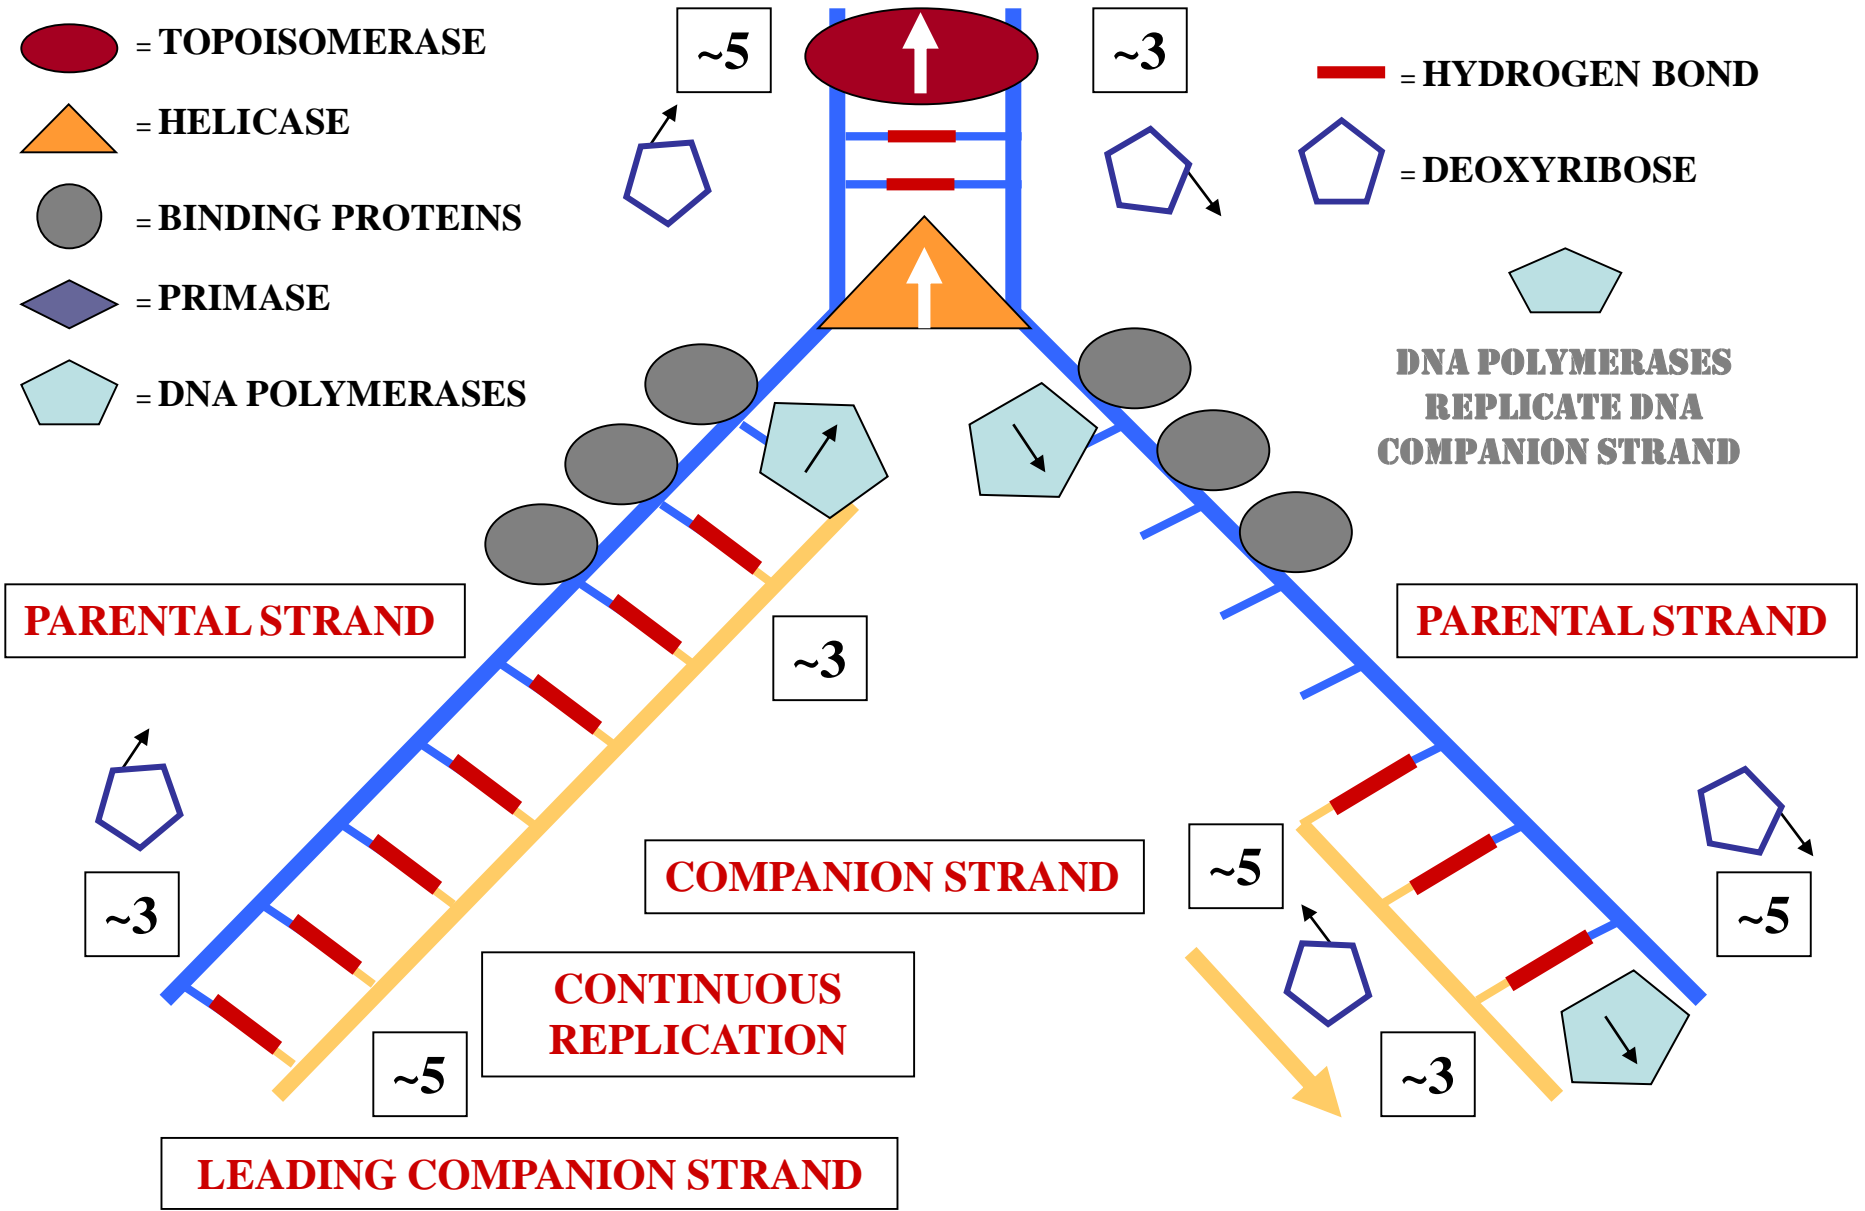 = TOPOISOMERASE
= HELICASE
= BINDING PROTEINS
= PRIMASE
= DNA POLYMERASES
~5
~3
= HYDROGEN BOND
= DEOXYRIBOSE
DNA POLYMERASES
REPLICATE DNA
COMPANION STRAND
PARENTAL STRAND
~3
PARENTAL STRAND
~3
COMPANION STRAND
~5
~5
CONTINUOUS
REPLICATION
~5
~3
LEADING COMPANION STRAND